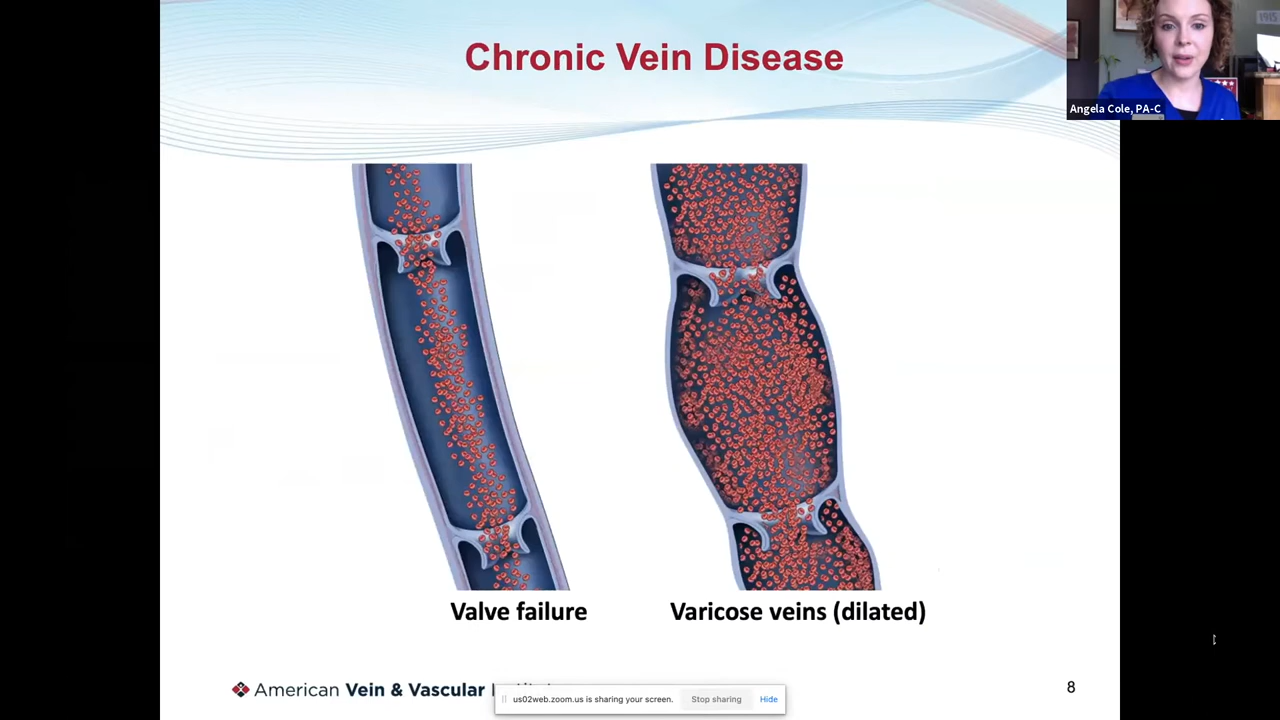 Chronic Vein Disease
Angela Cole, PA-C
Valve failure
Varicose veins (dilated)
American Vein & Vascular
us02web.zoom.us is sharing your screen.
Stop sharing
Hide
8